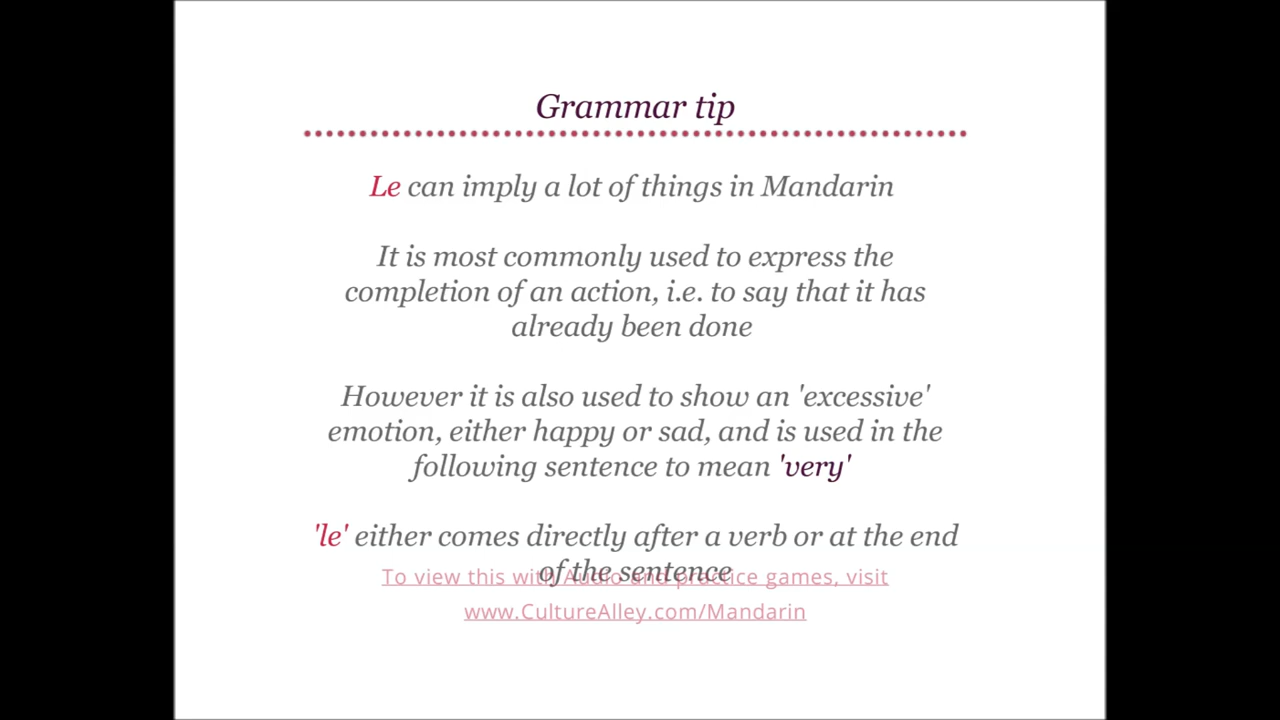 Grammar tip
Le can imply a lot of things in Mandarin
It is most commonly used to express the
completion of an action, i.e. to say that it has
already been done
However it is also used to show an 'excessive'
emotion, either happy or sad, and is used in the
following sentence to mean 'very'
'le' either comes directly after a verb or at the end
of the sentence
To view this with Audio and practice games, visit
www.CultureAlley.com/Mandarin